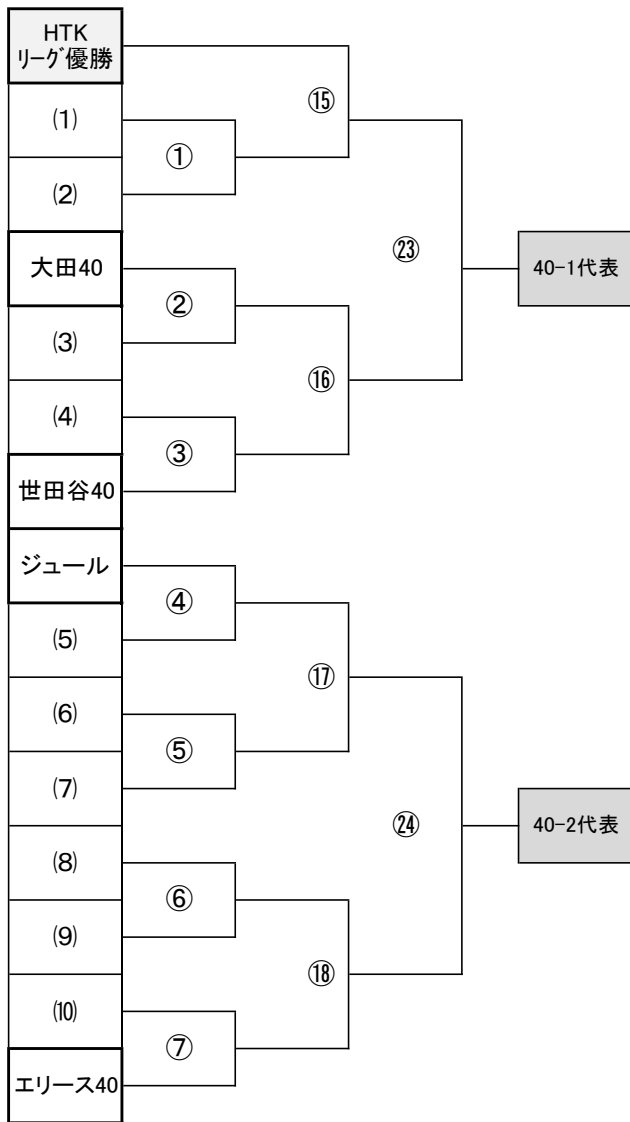 HTK
リーグ優勝
⑴
⑮
①
⑵
大田40
㉓
40-1代表
②
⑶
⑯
⑷
③
世田谷40
ジュール
④
⑸
⑰
⑹
⑤
⑺
㉔
40-2代表
⑻
⑥
⑼
⑱
⑽
⑦
エリース40